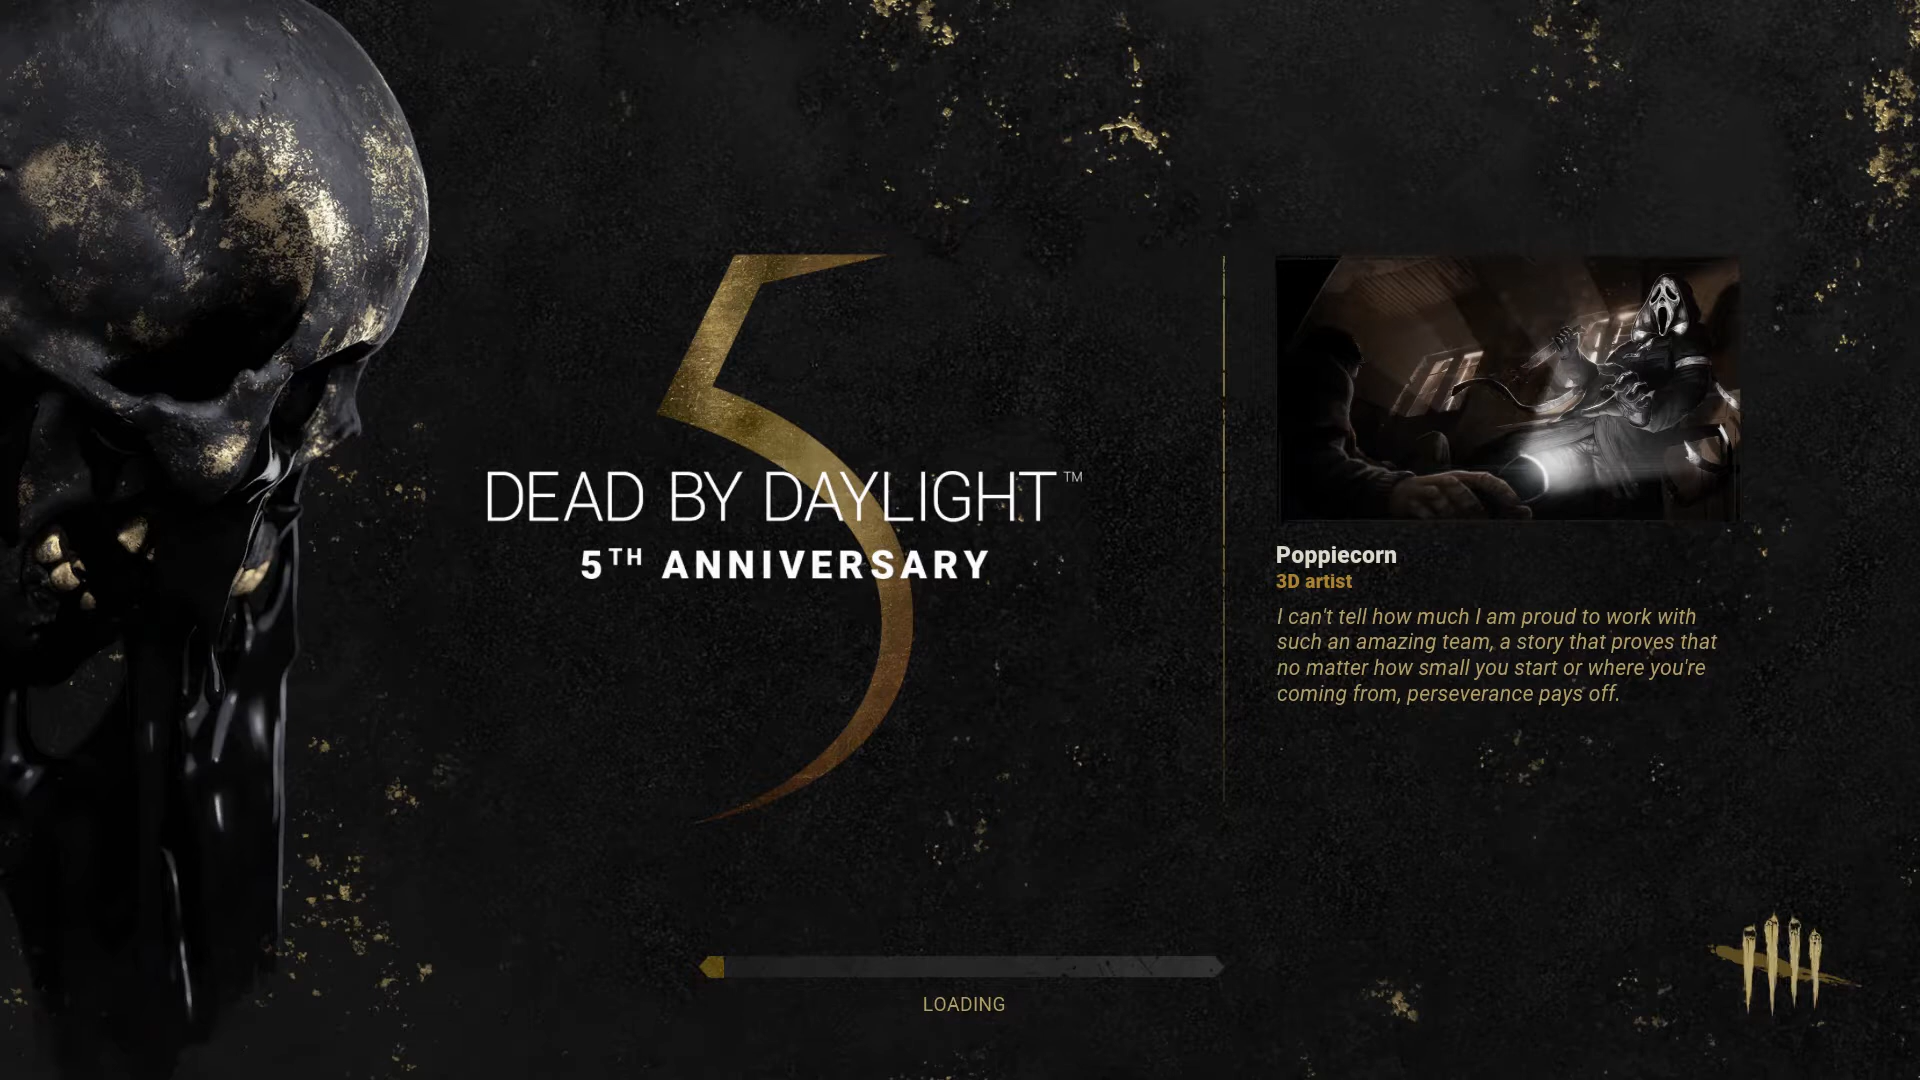 5
DEAD BY DAYLIGHT™
5TH ANNIVERSARY
Poppiecorn
3D artist
I can't tell how much I am proud to work with
such an amazing team, a story that proves that
no matter how small you start or where you're
coming from, perseverance pays off.
LOADING